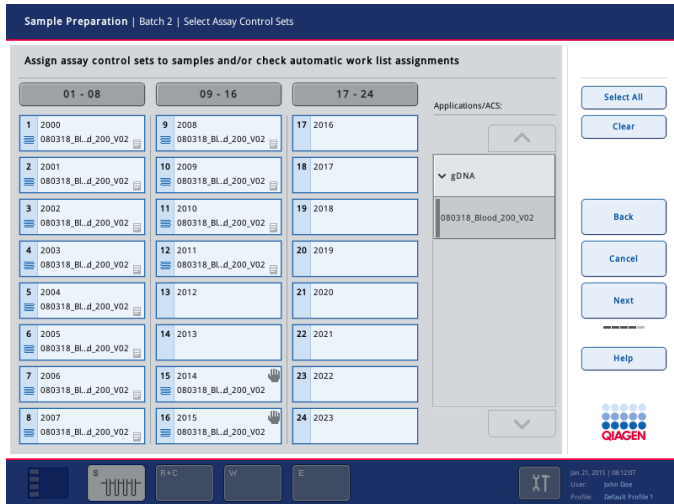 Sample Preparation | Batch 2 | Select Assay Control Sets
Assign assay control sets to samples and/or check automatic work list assignments
01 - 08
09 - 16
17 - 24
Applications/ACS:
1 2000
080318_Bl..d_200_V02
2 2001
080318_Bl..d_200_V02
3 2002
080318_Bl..d_200_V02
4 2003
080318_Bl..d_200_V02
5 2004
080318_Bl..d_200_V02
6 2005
080318_Bl..d_200_V02
7 2006
080318_Bl..d_200_V02
8 2007
080318_Bl..d_200_V02
9 2008
080318_Bl..d_200_V02
10 2009
080318_Bl..d_200_V02
11 2010
080318_Bl..d_200_V02
12 2011
080318_Bl..d_200_V02
13 2012
14 2013
15 2014
080318_Bl..d_200_V02
16 2015
080318_Bl..d_200_V02
17 2016
18 2017
19 2018
20 2019
21 2020
22 2021
23 2022
24 2023
gDNA
080318_Blood_200_V02
Select All
Clear
Back
Cancel
Next
Help
QIAGEN
S
R+C
W
E
Jan 21, 2015 | 08:12:07
User: John Doe
Profile: Default Profile 1